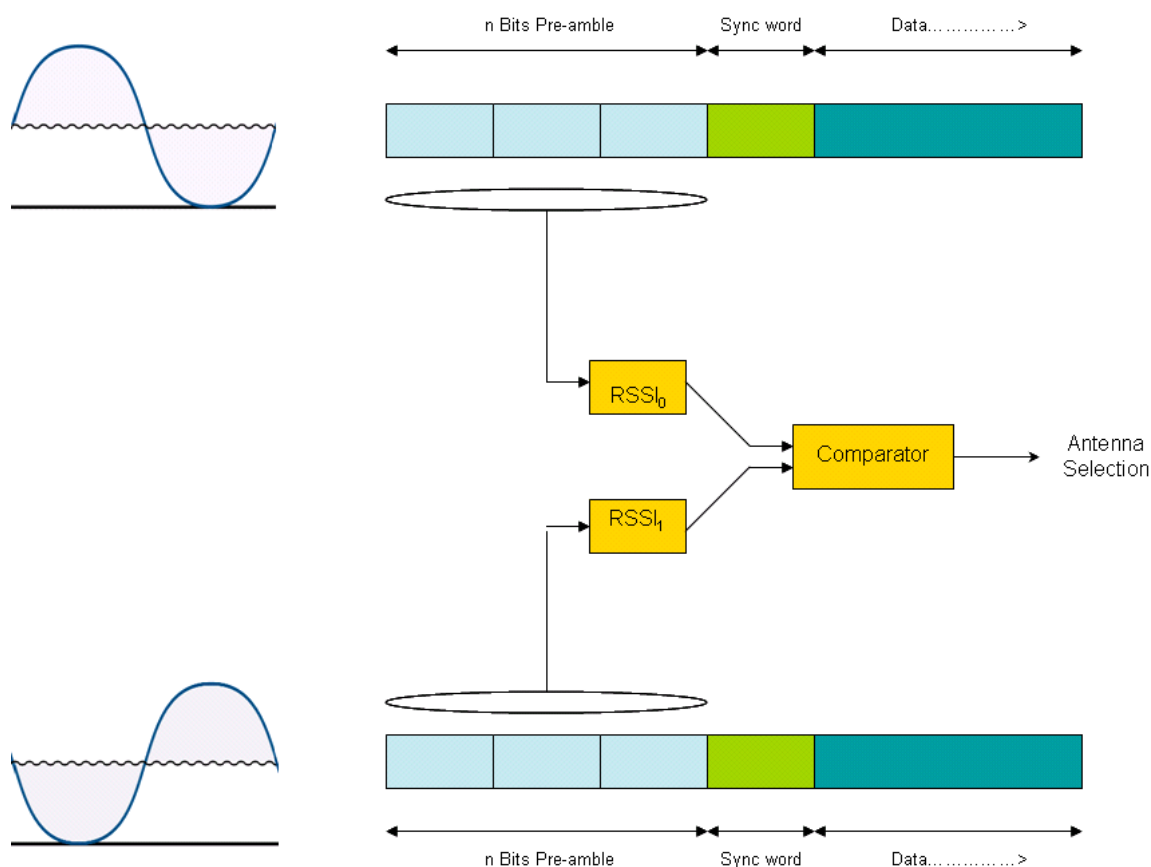 n Bits Pre-amble Sync word Data……………>
RSSI₀
Comparator
Antenna
Selection
RSSI₁
n Bits Pre-amble Sync word Data……………>